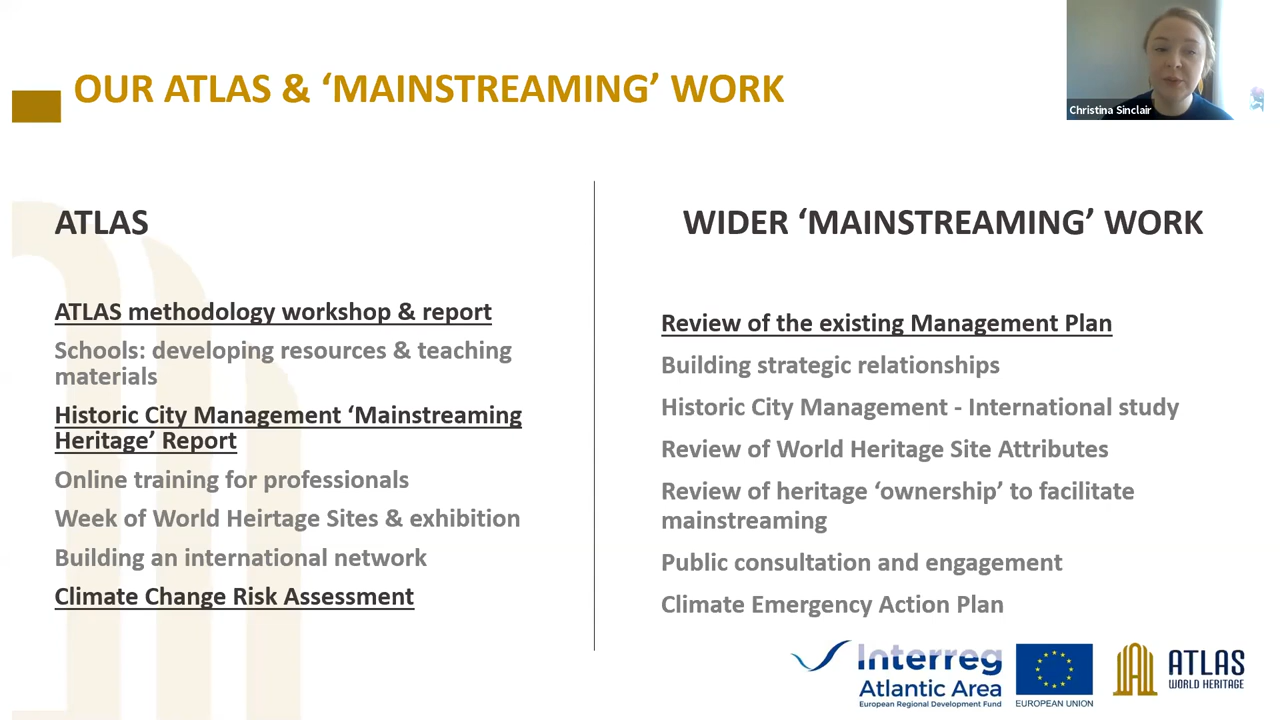 OUR ATLAS & ‘MAINSTREAMING’ WORK
Christina Sinclair
ATLAS
ATLAS methodology workshop & report
Schools: developing resources & teaching
materials
Historic City Management ‘Mainstreaming
Heritage’ Report
Online training for professionals
Week of World Heirtage Sites & exhibition
Building an international network
Climate Change Risk Assessment
WIDER ‘MAINSTREAMING’ WORK
Review of the existing Management Plan
Building strategic relationships
Historic City Management - International study
Review of World Heritage Site Attributes
Review of heritage ‘ownership’ to facilitate
mainstreaming
Public consultation and engagement
Climate Emergency Action Plan
Interreg
Atlantic Area
European Regional Development Fund
EUROPEAN UNION
ATLAS
WORLD HERITAGE